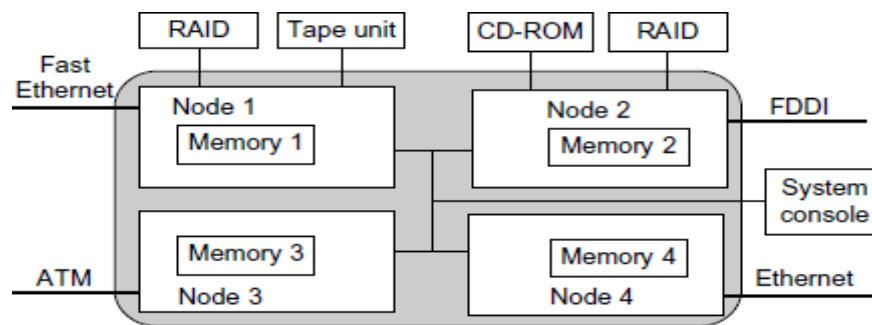 RAID
Tape unit
CD-ROM
RAID
Fast
Ethernet
Node 1
Memory 1
Node 2
Memory 2
FDDI
System
console
Memory 3
Node 3
ATM
Memory 4
Node 4
Ethernet